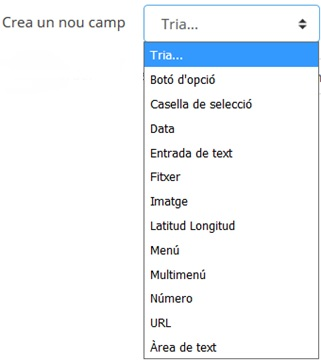 Crea un nou camp
Tria...
Tria...
Botó d'opció
Casella de selecció
Data
Entrada de text
Fitxer
Imatge
Latitud Longitud
Menú
Multimenú
Número
URL
Àrea de text